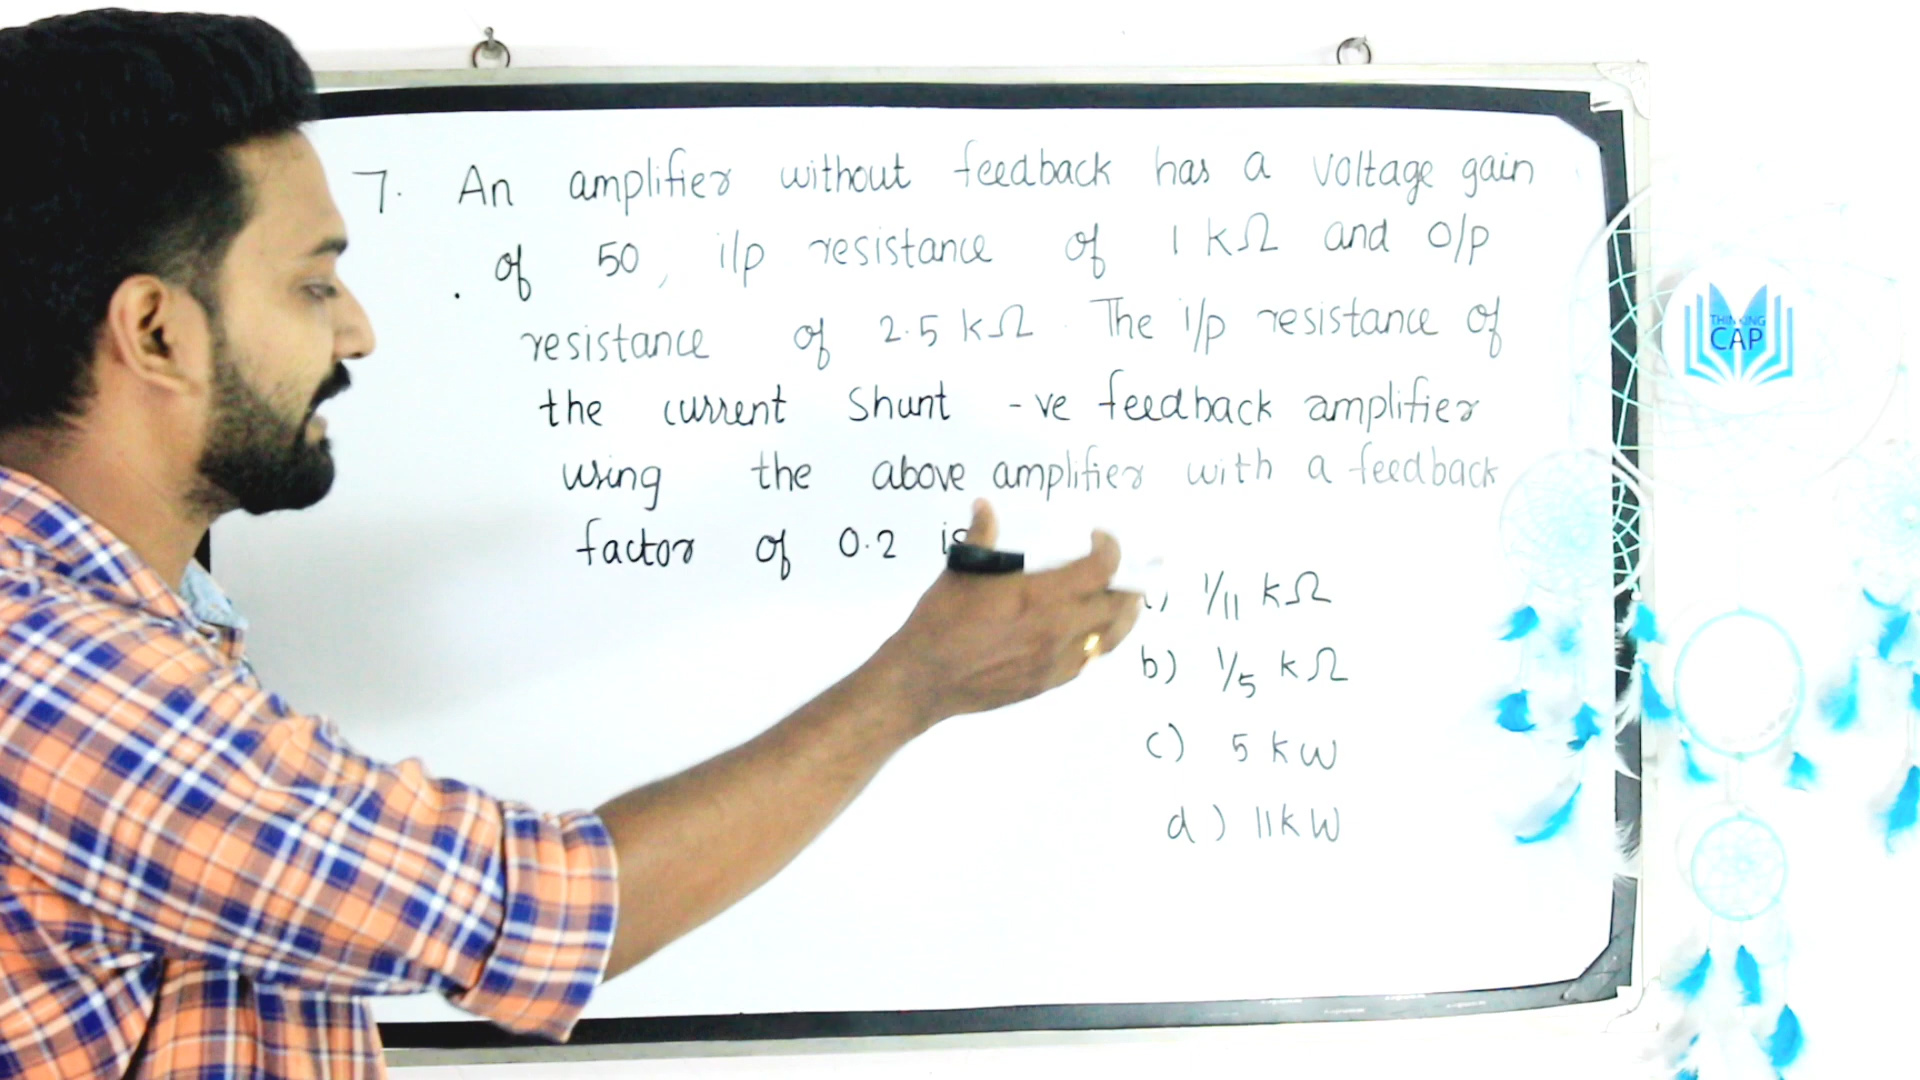 7. An amplifier without feedback has a voltage gain
of 50, i/p resistance of 1 kΩ and o/p
resistance of 2.5 kΩ. The i/p resistance of
the current shunt -ve feedback amplifier
using the above amplifier with a feedback
factor of 0.2 is
1/11 kΩ
b) 1/5 kΩ
c) 5 kW
d) 11 kW
THINKING
CAP